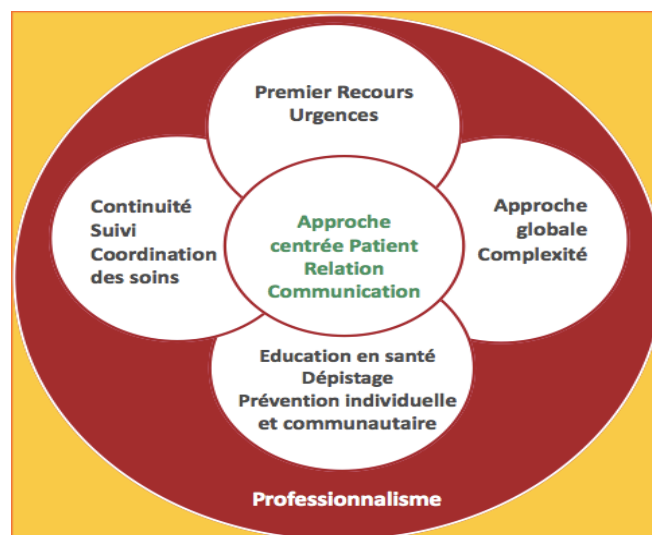 Premier Recours
Urgences
Continuité
Suivi
Coordination
des soins
Approche
centrée Patient
Relation
Communication
Approche
globale
Complexité
Education en santé
Dépistage
Prévention individuelle
et communautaire
Professionnalisme